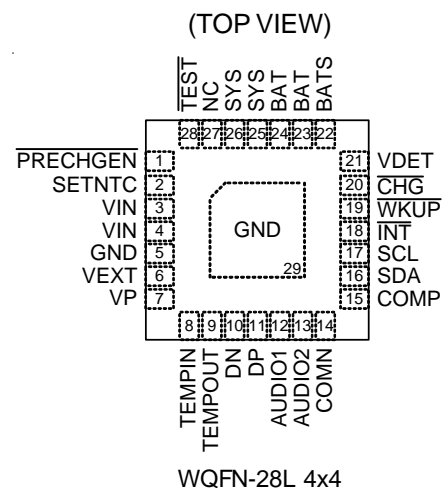 (TOP VIEW)
TEST
NC
SYS
SYS
BAT
BAT
BATS
28 27 26 25 24 23 22
PRECHGEN 1
SETNTC 2
VIN 3
VIN 4
GND 5
VEXT 6
VP 7
GND
29
21 VDET
20 CHG
19 WKUP
18 INT
17 SCL
16 SDA
15 COMP
8 9 10 11 12 13 14
TEMPIN
TEMPOUT
DN
DP
AUDIO1
AUDIO2
COMN
WQFN-28L 4x4